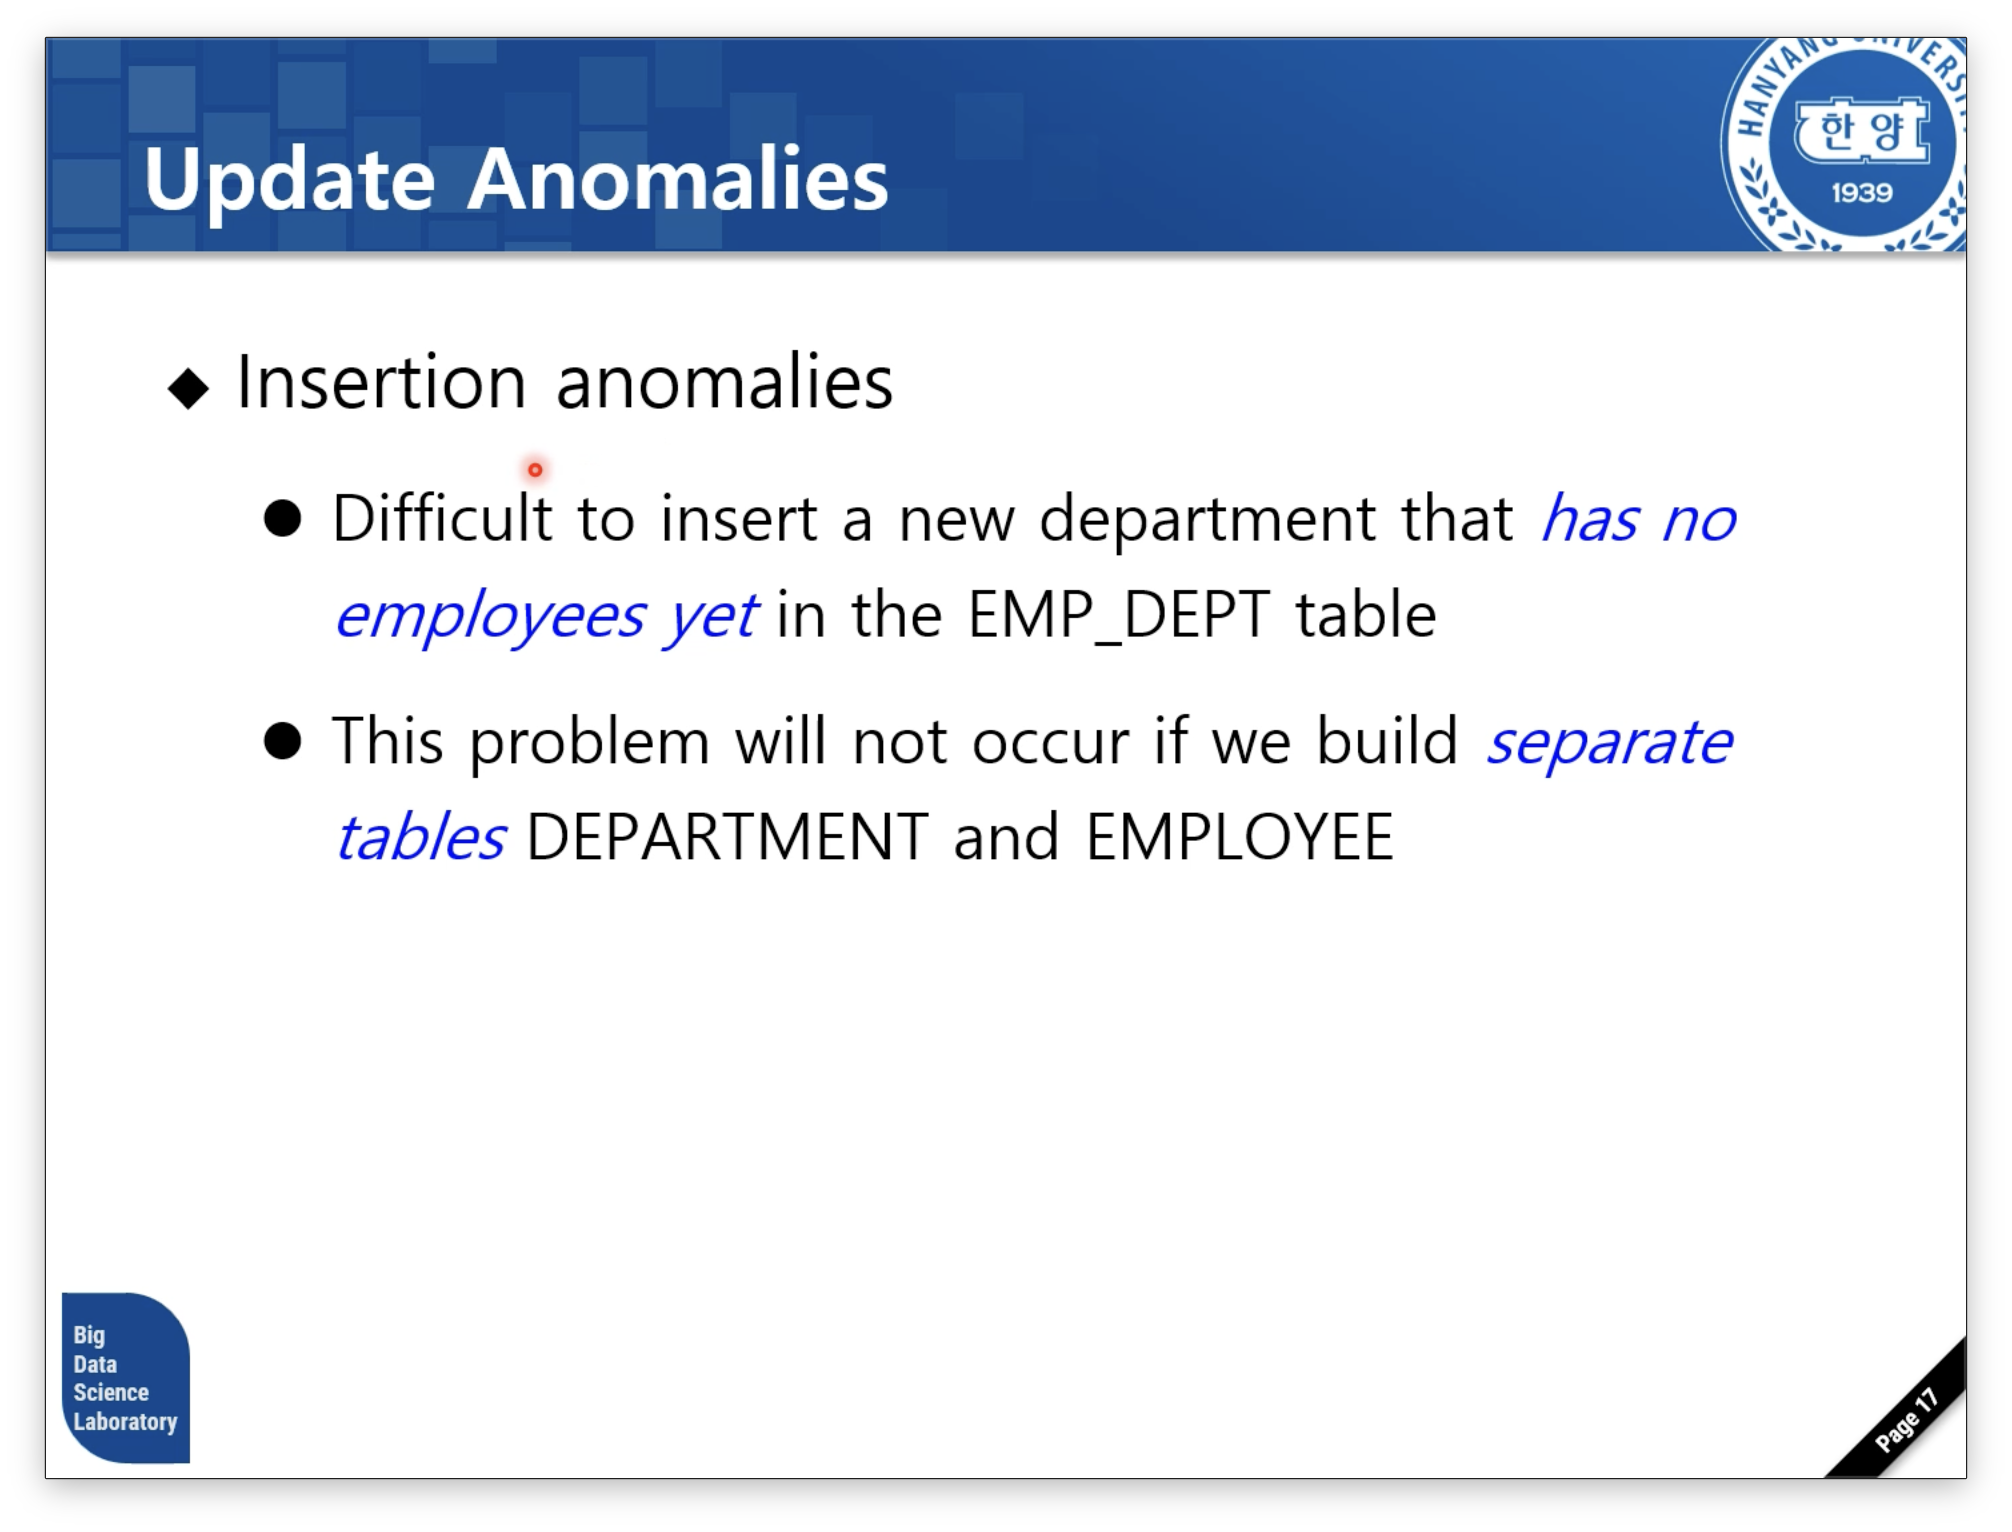 Update Anomalies
HANYANG UNIVERSIT
한양
1939
◆ Insertion anomalies
● Difficult to insert a new department that has no
employees yet in the EMP_DEPT table
● This problem will not occur if we build separate
tables DEPARTMENT and EMPLOYEE
Big
Data
Science
Laboratory
Page 17